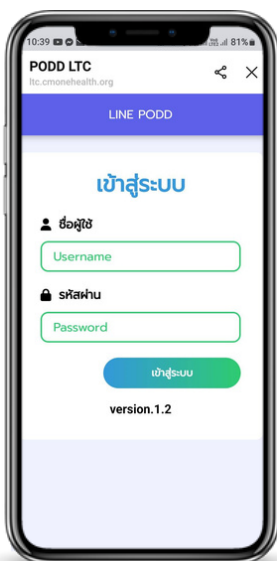 10:39
81%
PODD LTC
ltc.cmonehealth.org
LINE PODD
เข้าสู่ระบบ
ชื่อผู้ใช้
Username
รหัสผ่าน
Password
เข้าสู่ระบบ
version.1.2